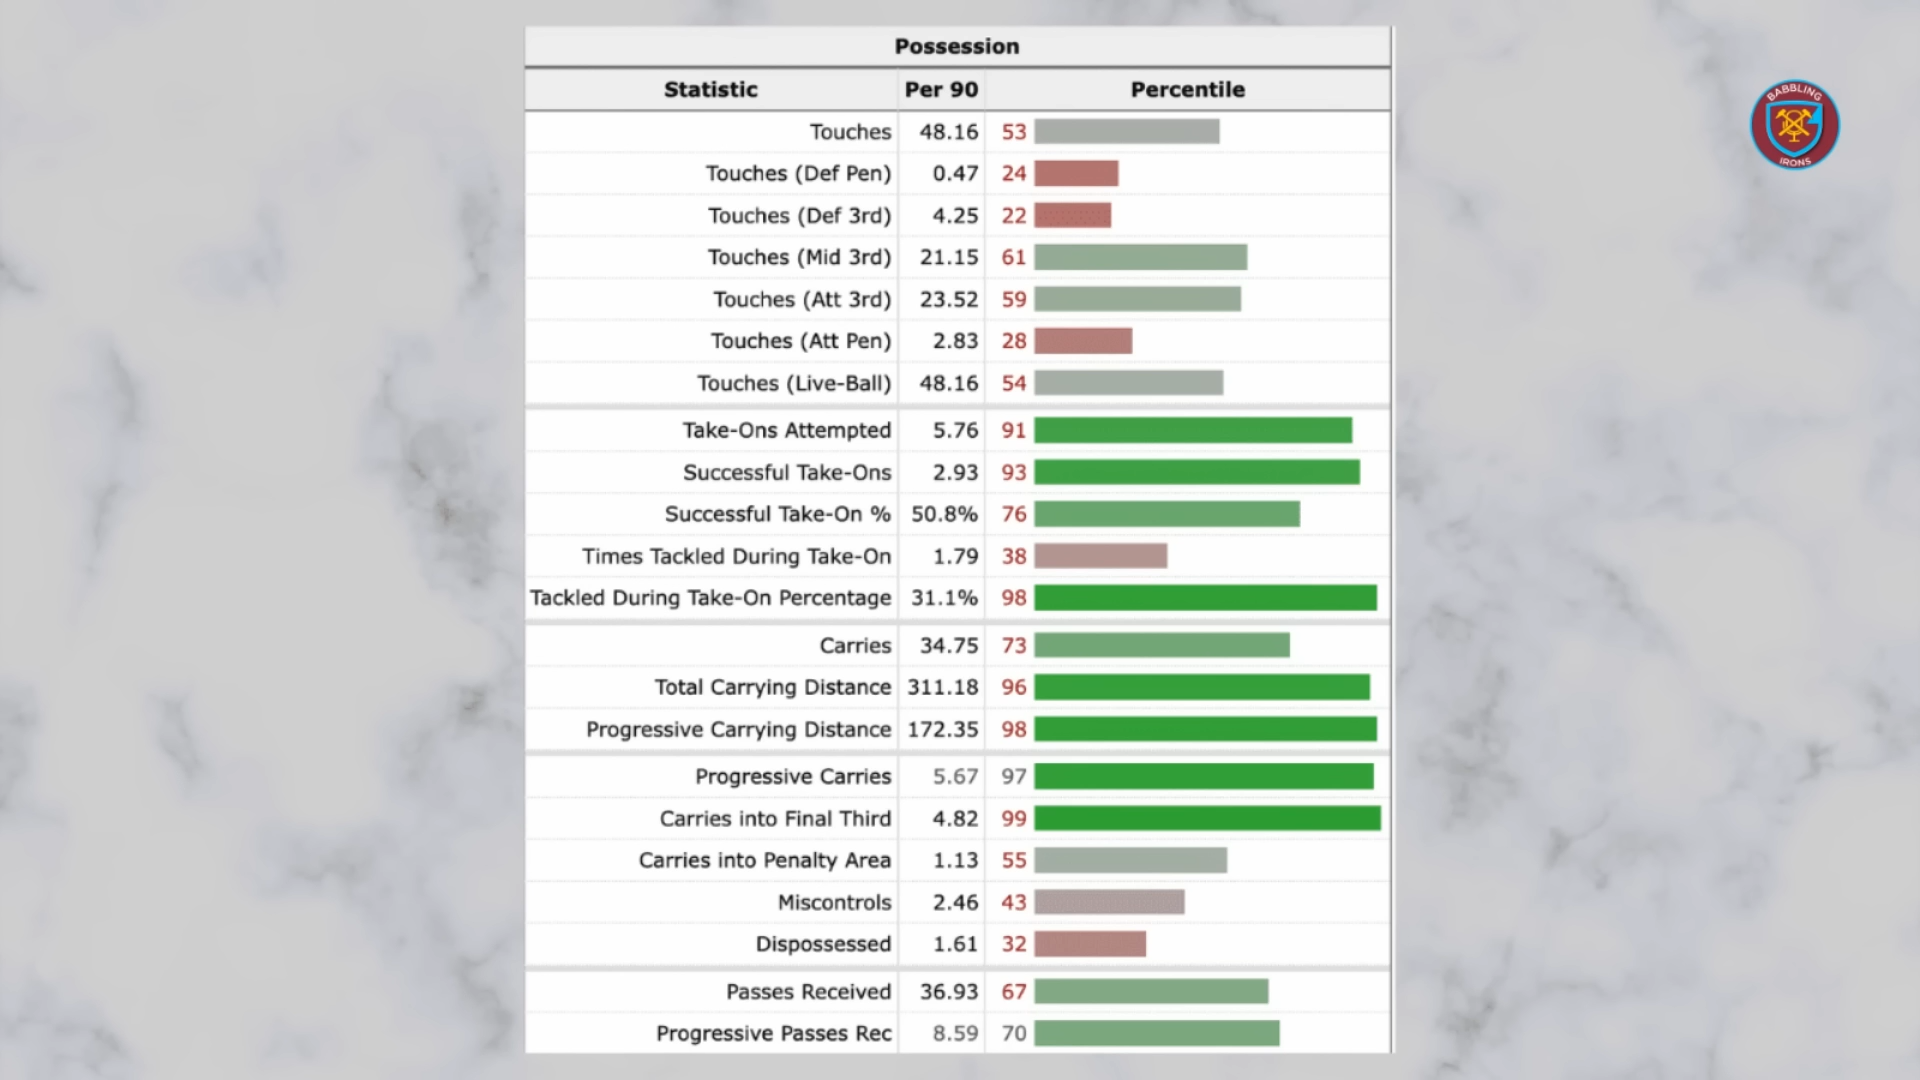 Possession
Statistic Per 90 Percentile
Touches 48.16 53
Touches (Def Pen) 0.47 24
Touches (Def 3rd) 4.25 22
Touches (Mid 3rd) 21.15 61
Touches (Att 3rd) 23.52 59
Touches (Att Pen) 2.83 28
Touches (Live-Ball) 48.16 54
Take-Ons Attempted 5.76 91
Successful Take-Ons 2.93 93
Successful Take-On % 50.8% 76
Times Tackled During Take-On 1.79 38
Tackled During Take-On Percentage 31.1% 98
Carries 34.75 73
Total Carrying Distance 311.18 96
Progressive Carrying Distance 172.35 98
Progressive Carries 5.67 97
Carries into Final Third 4.82 99
Carries into Penalty Area 1.13 55
Miscontrols 2.46 43
Dispossessed 1.61 32
Passes Received 36.93 67
Progressive Passes Rec 8.59 70
BABBLING
IRONS